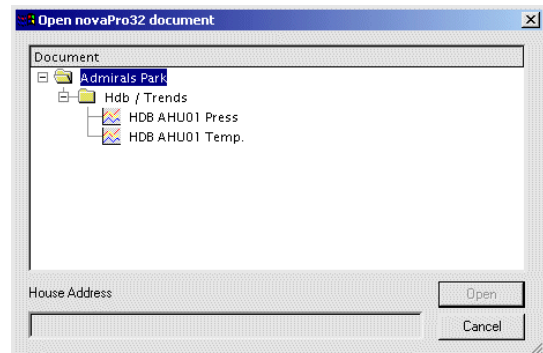 Open novaPro32 document
Document
Admirals Park
Hdb / Trends
HDB AHU01 Press
HDB AHU01 Temp.
House Address
Open
Cancel